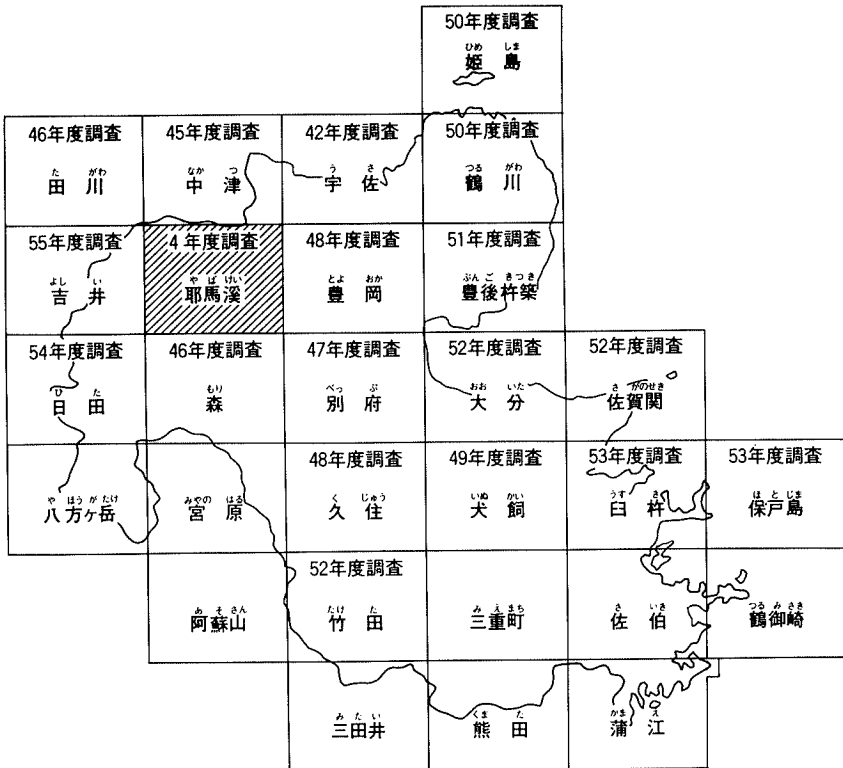 50年度調査
ひめ しま
姫 島
46年度調査
た がわ
田 川
45年度調査
なか つ
中 津
42年度調査
う さ
宇 佐
50年度調査
つる がわ
鶴 川
55年度調査
よし い
吉 井
4年度調査
や ば けい
耶馬溪
48年度調査
とよ おか
豊 岡
51年度調査
ぶん ご きつき
豊後杵築
54年度調査
ひ た
日 田
46年度調査
もり
森
47年度調査
べっ ぷ
別 府
52年度調査
おお いた
大 分
52年度調査
さ がのせき
佐賀関
や ほう が たけ
八方ヶ岳
みやの はる
宮 原
48年度調査
く じゅう
久 住
49年度調査
いぬ かい
犬 飼
53年度調査
うす き
臼 杵
53年度調査
ほ と じま
保戸島
あ そ さん
阿蘇山
52年度調査
たけ た
竹 田
み え まち
三重町
さ いき
佐 伯
つる み さき
鶴御崎
み た い
三田井
くま た
熊 田
かま え
蒲 江